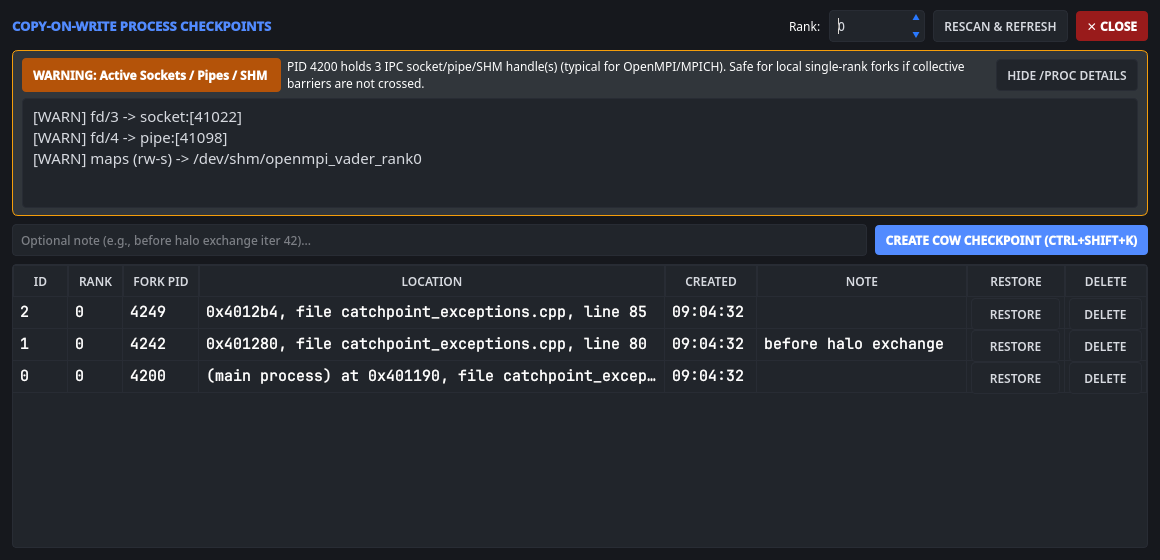 COPY-ON-WRITE PROCESS CHECKPOINTS
Rank: 0
RESCAN & REFRESH
× CLOSE
WARNING: Active Sockets / Pipes / SHM
PID 4200 holds 3 IPC socket/pipe/SHM handle(s) (typical for OpenMPI/MPICH). Safe for local single-rank forks if collective
barriers are not crossed.
HIDE /PROC DETAILS
[WARN] fd/3 -> socket:[41022]
[WARN] fd/4 -> pipe:[41098]
[WARN] maps (rw-s) -> /dev/shm/openmpi_vader_rank0
Optional note (e.g., before halo exchange iter 42)...
CREATE COW CHECKPOINT (CTRL+SHIFT+K)
ID RANK FORK PID LOCATION CREATED NOTE RESTORE DELETE
2 0 4249 0x4012b4, file catchpoint_exceptions.cpp, line 85 09:04:32 RESTORE DELETE
1 0 4242 0x401280, file catchpoint_exceptions.cpp, line 80 09:04:32 before halo exchange RESTORE DELETE
0 0 4200 (main process) at 0x401190, file catchpoint_excep… 09:04:32 RESTORE DELETE